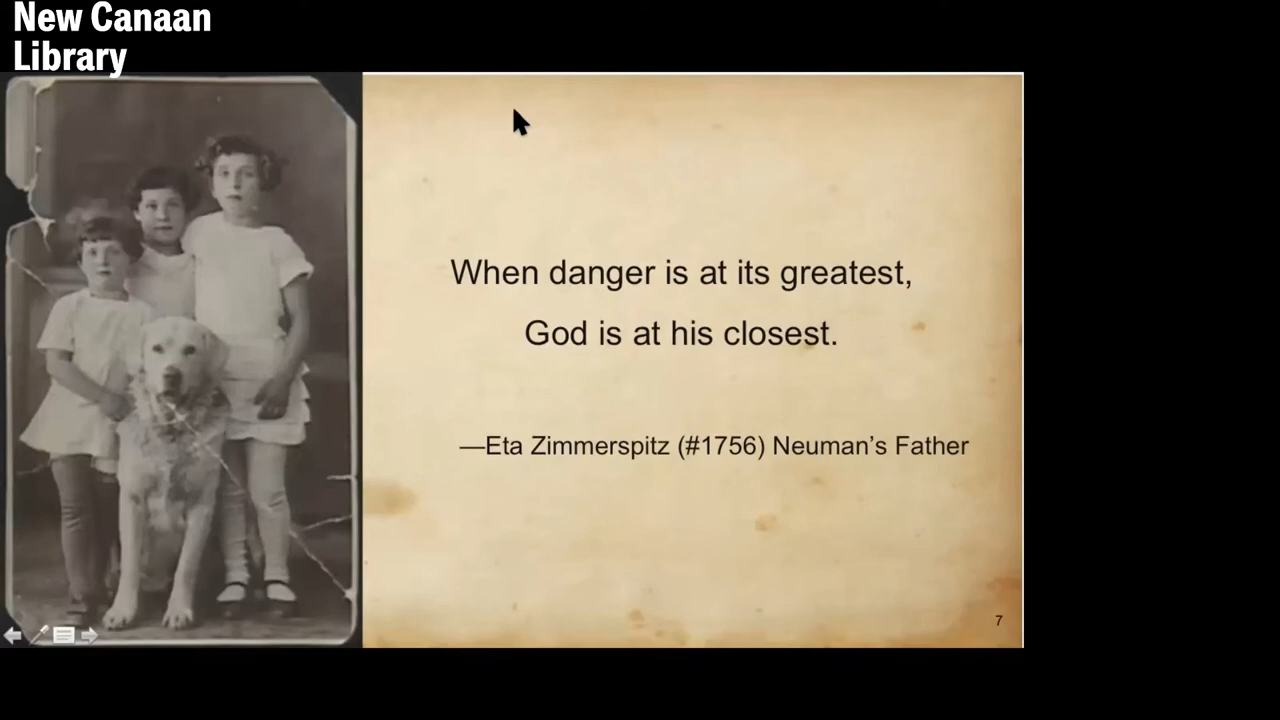 New Canaan
Library
When danger is at its greatest,
God is at his closest.
—Eta Zimmerspitz (#1756) Neuman’s Father
7